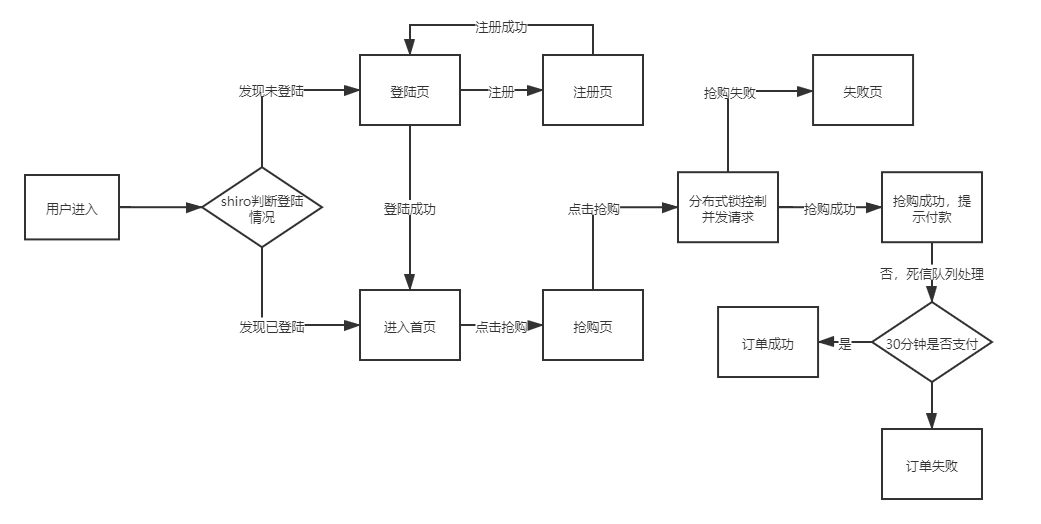 注册成功
发现未登陆
登陆页
注册
注册页
抢购失败
失败页
用户进入
shiro判断登陆
情况
登陆成功
点击抢购
分布式锁控制
并发请求
抢购成功
抢购成功，提
示付款
否，死信队列处理
发现已登陆
进入首页
点击抢购
抢购页
订单成功
是
30分钟是否支付
订单失败